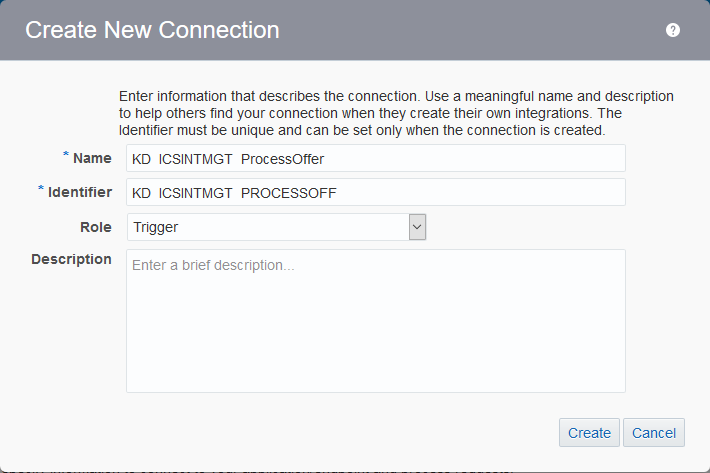 Create New Connection
?
Enter information that describes the connection. Use a meaningful name and description
to help others find your connection when they create their own integrations. The
Identifier must be unique and can be set only when the connection is created.
* Name KD ICSINTMGT ProcessOffer
* Identifier KD ICSINTMGT PROCESSOFF
Role Trigger
Description Enter a brief description...
Create Cancel